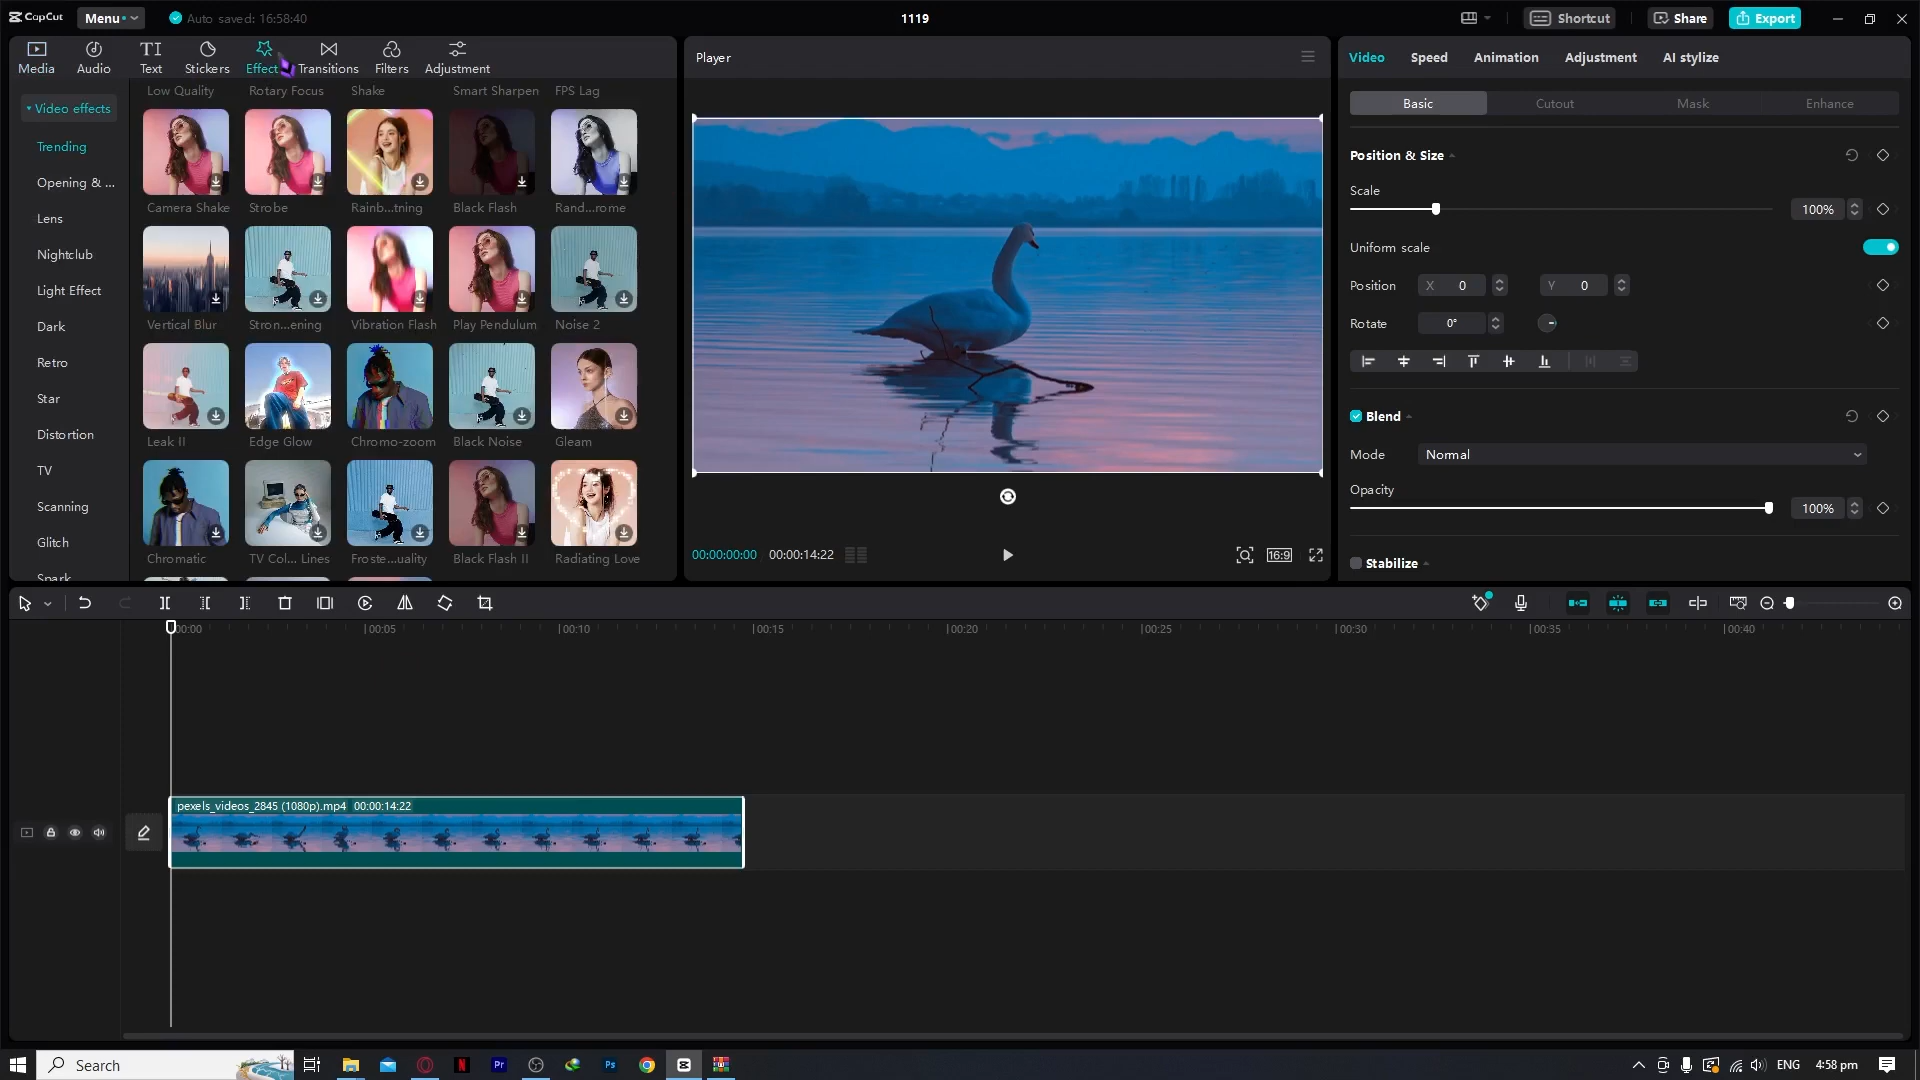 CapCut
Menu
Auto saved: 16:58:40
1119
Shortcut
Share
Export
Media
Audio
Text
Stickers
Effect
Transitions
Filters
Adjustment
Player
Video
Speed
Animation
Adjustment
AI stylize
Video effects
Trending
Opening & ...
Lens
Nightclub
Light Effect
Dark
Retro
Star
Distortion
TV
Scanning
Glitch
Spark
Low Quality
Rotary Focus
Shake
Smart Sharpen
FPS Lag
Camera Shake
Strobe
Rainb...tning
Black Flash
Rand...rome
Vertical Blur
Stron...ening
Vibration Flash
Play Pendulum
Noise 2
Leak II
Edge Glow
Chromo-zoom
Black Noise
Gleam
Chromatic
TV Col... Lines
Froste...uality
Black Flash II
Radiating Love
00:00:00:00
00:00:14:22
16:9
Basic
Cutout
Mask
Enhance
Position & Size
Scale
100%
Uniform scale
Position X 0 Y 0
Rotate 0°
Blend
Mode Normal
Opacity
100%
Stabilize
00:00
00:05
00:10
00:15
00:20
00:25
00:30
00:35
00:40
pexels_videos_2845 (1080p).mp4 00:00:14:22
Search
N
Pr
Ps
ENG
4:58 pm